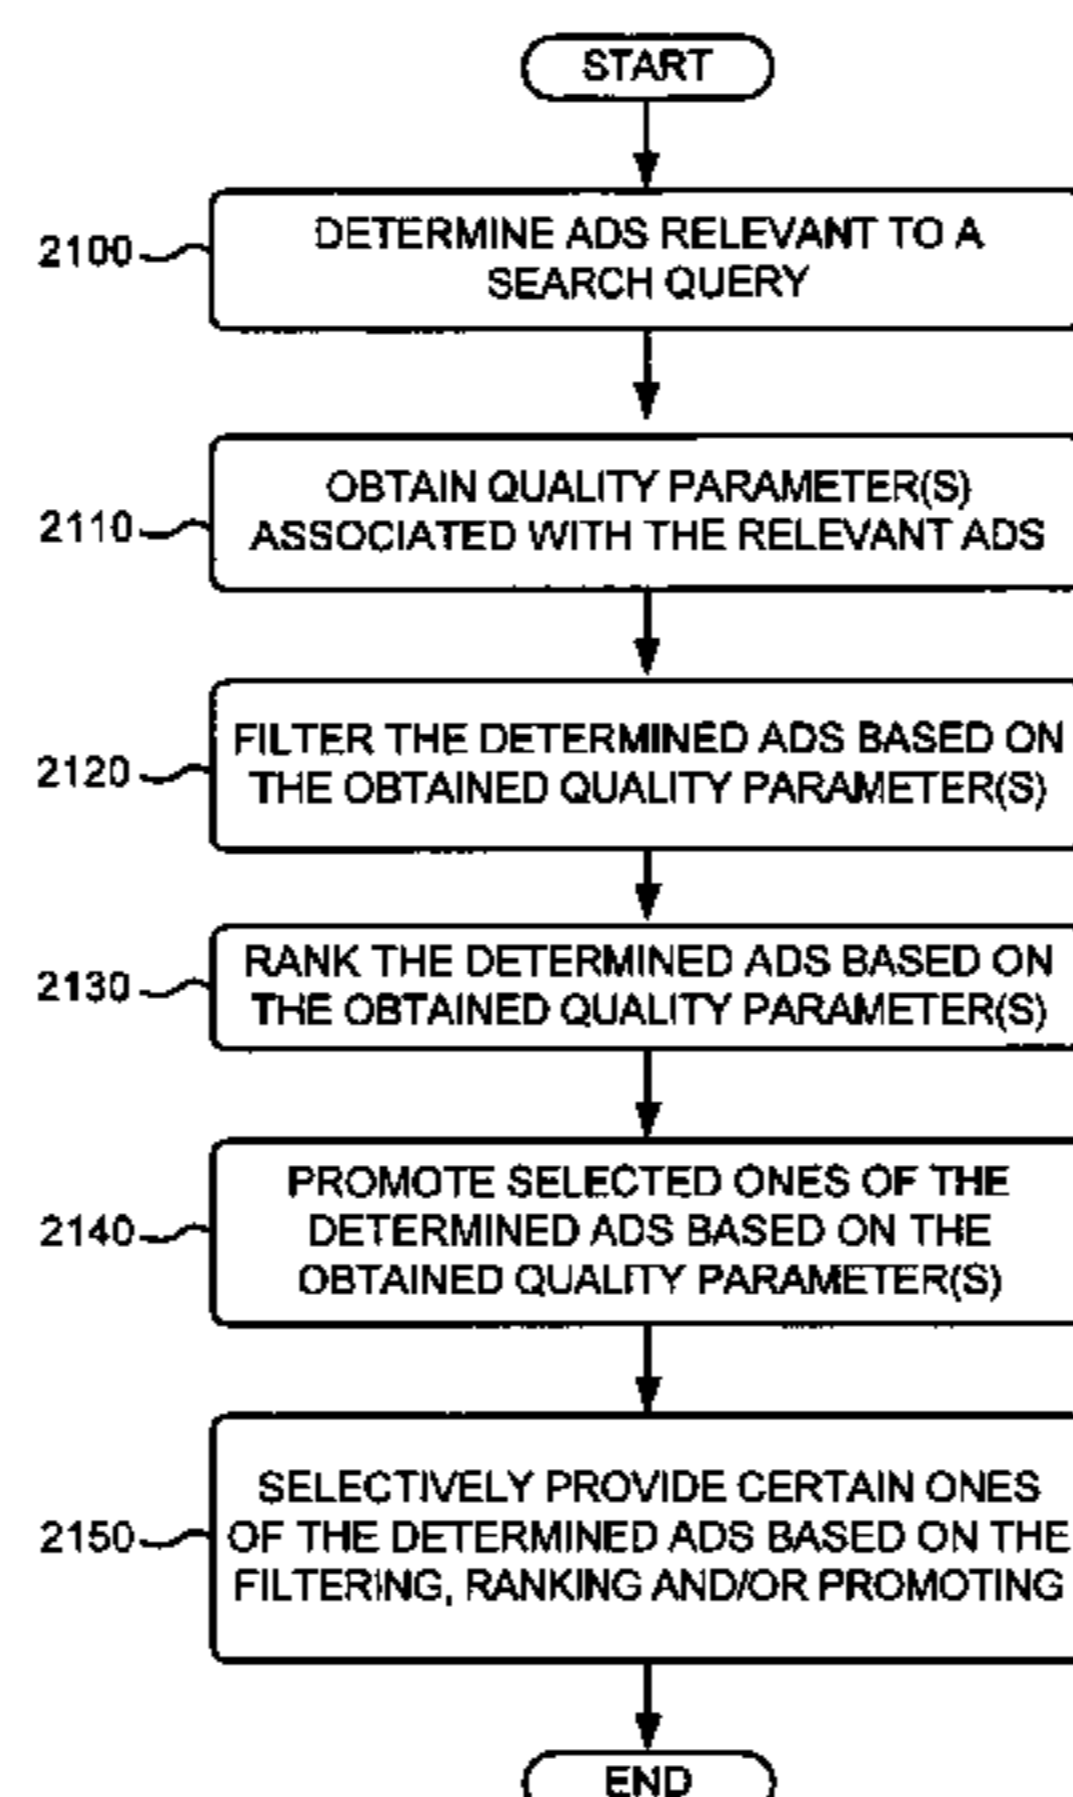 START
2100
DETERMINE ADS RELEVANT TO A
SEARCH QUERY
2110
OBTAIN QUALITY PARAMETER(S)
ASSOCIATED WITH THE RELEVANT ADS
2120
FILTER THE DETERMINED ADS BASED ON
THE OBTAINED QUALITY PARAMETER(S)
2130
RANK THE DETERMINED ADS BASED ON
THE OBTAINED QUALITY PARAMETER(S)
2140
PROMOTE SELECTED ONES OF THE
DETERMINED ADS BASED ON THE
OBTAINED QUALITY PARAMETER(S)
2150
SELECTIVELY PROVIDE CERTAIN ONES
OF THE DETERMINED ADS BASED ON THE
FILTERING, RANKING AND/OR PROMOTING
END